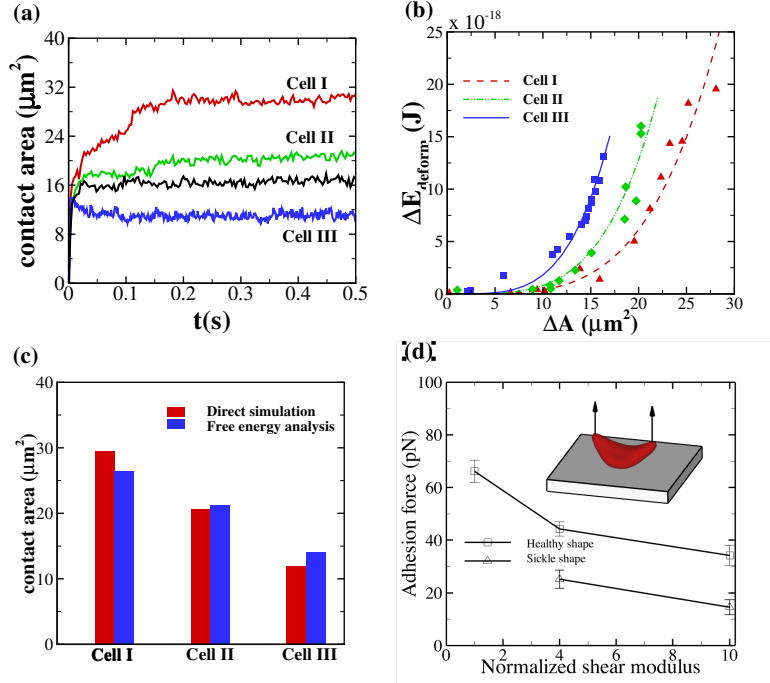 (a)
contact area (μm²)
40
32
24
16
8
0
Cell I
Cell II
Cell III
0
0.1
0.2
0.3
0.4
0.5
t(s)
(b)
x 10⁻¹⁸
ΔE_deform (J)
25
20
15
10
5
0
Cell I
Cell II
Cell III
0
5
10
15
20
25
30
ΔA (μm²)
(c)
contact area (μm²)
40
30
20
10
0
Direct simulation
Free energy analysis
Cell I
Cell II
Cell III
(d)
Adhesion force (pN)
100
80
60
40
20
0
Healthy shape
Sickle shape
0
2
4
6
8
10
Normalized shear modulus